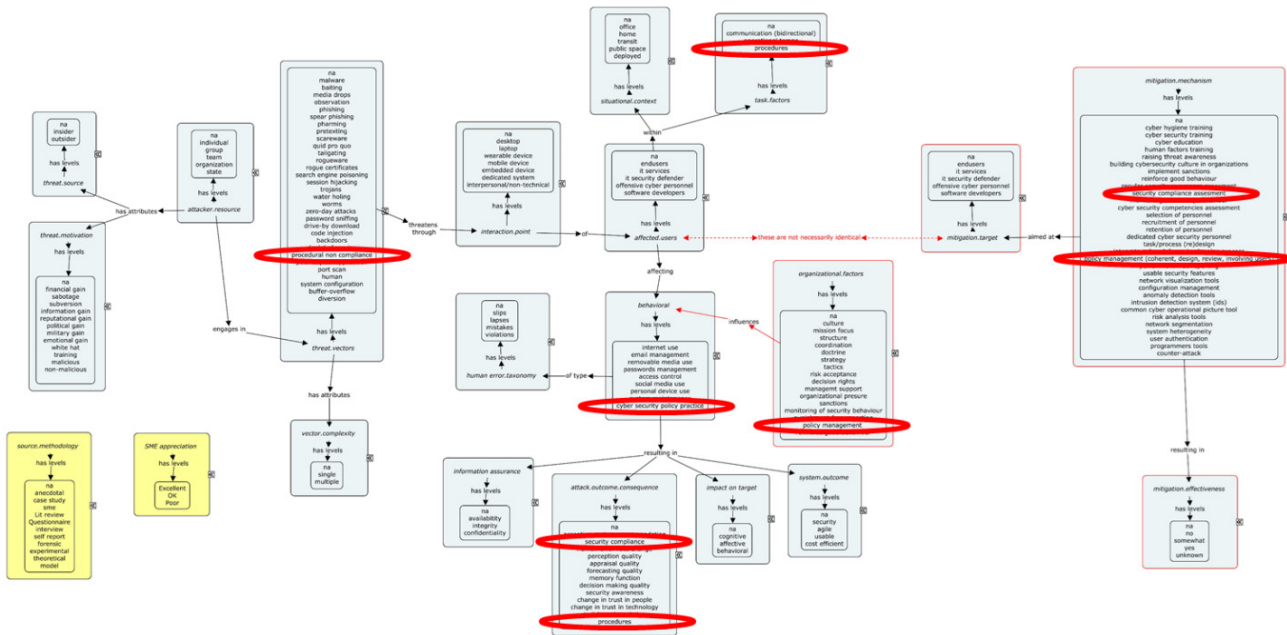 na
insider
outsider
has levels
threat.source
has attributes
na
individual
group
team
organization
state
has levels
attacker.resource
threat.motivation
has levels
na
financial gain
sabotage
subversion
information gain
reputational gain
political gain
military gain
emotional gain
white hat
training
malicious
non-malicious
engages in
na
malware
baiting
media drops
observation
phishing
spear phishing
pharming
pretexting
scareware
quid pro quo
tailgating
rogueware
rogue certificates
search engine poisoning
session hijacking
trojans
water holing
worms
zero-day attacks
password sniffing
drive-by download
code injection
backdoors
procedural non compliance
port scan
human
system configuration
buffer-overflow
diversion
has levels
threat.vectors
has attributes
vector.complexity
has levels
na
single
multiple
threatens
through
na
desktop
laptop
wearable device
mobile device
embedded device
dedicated system
interpersonal/non-technical
has levels
interaction.point
of
na
office
home
transit
public space
deployed
has levels
situational.context
na
communication (bidirectional)
procedures
has levels
task.factors
within
na
endusers
it services
it security defender
offensive cyber personnel
software developers
has levels
affected.users
these are not necessarily identical
na
endusers
it services
it security defender
offensive cyber personnel
software developers
has levels
mitigation.target
aimed at
mitigation.mechanism
has levels
na
cyber hygiene training
cyber security training
cyber education
human factors training
raising threat awareness
building cybersecurity culture in organizations
implement sanctions
reinforce good behaviour
security compliance assesment
cyber security competencies assessment
selection of personnel
recruitment of personnel
retention of personnel
dedicated cyber security personnel
task/process (re)design
policy management (coherent, design, review, involving users)
usable security features
network visualization tools
configuration management
anomaly detection tools
intrusion detection system (ids)
common cyber operational picture tool
risk analysis tools
network segmentation
system heterogeneity
user authentication
programmers tools
counter-attack
resulting in
mitigation.effectiveness
has levels
na
no
somewhat
yes
unknown
affecting
behavioral
has levels
internet use
email management
removable media use
passwords management
access control
social media use
personal device use
cyber security policy practice
influences
organizational.factors
has levels
na
culture
mission focus
structure
coordination
doctrine
strategy
tactics
risk acceptance
decision rights
managemt support
organizational presure
sanctions
monitoring of security behaviour
policy management
of type
na
slips
lapses
mistakes
violations
has levels
human error.taxonomy
resulting in
information assurance
has levels
na
availabitity
integrity
confidentiality
attack.outcome.consequence
has levels
na
security compliance
perception quality
appraisal quality
forecasting quality
memory function
decision making quality
security awareness
change in trust in people
change in trust in technology
procedures
impact on target
has levels
na
cognitive
affective
behavioral
system.outcome
has levels
na
security
agile
usable
cost efficient
source.methodology
has levels
na
anecdotal
case study
sme
Lit review
Questionnaire
interview
self report
forensic
experimental
theoretical
model
SME appreciation
has levels
Excellent
OK
Poor